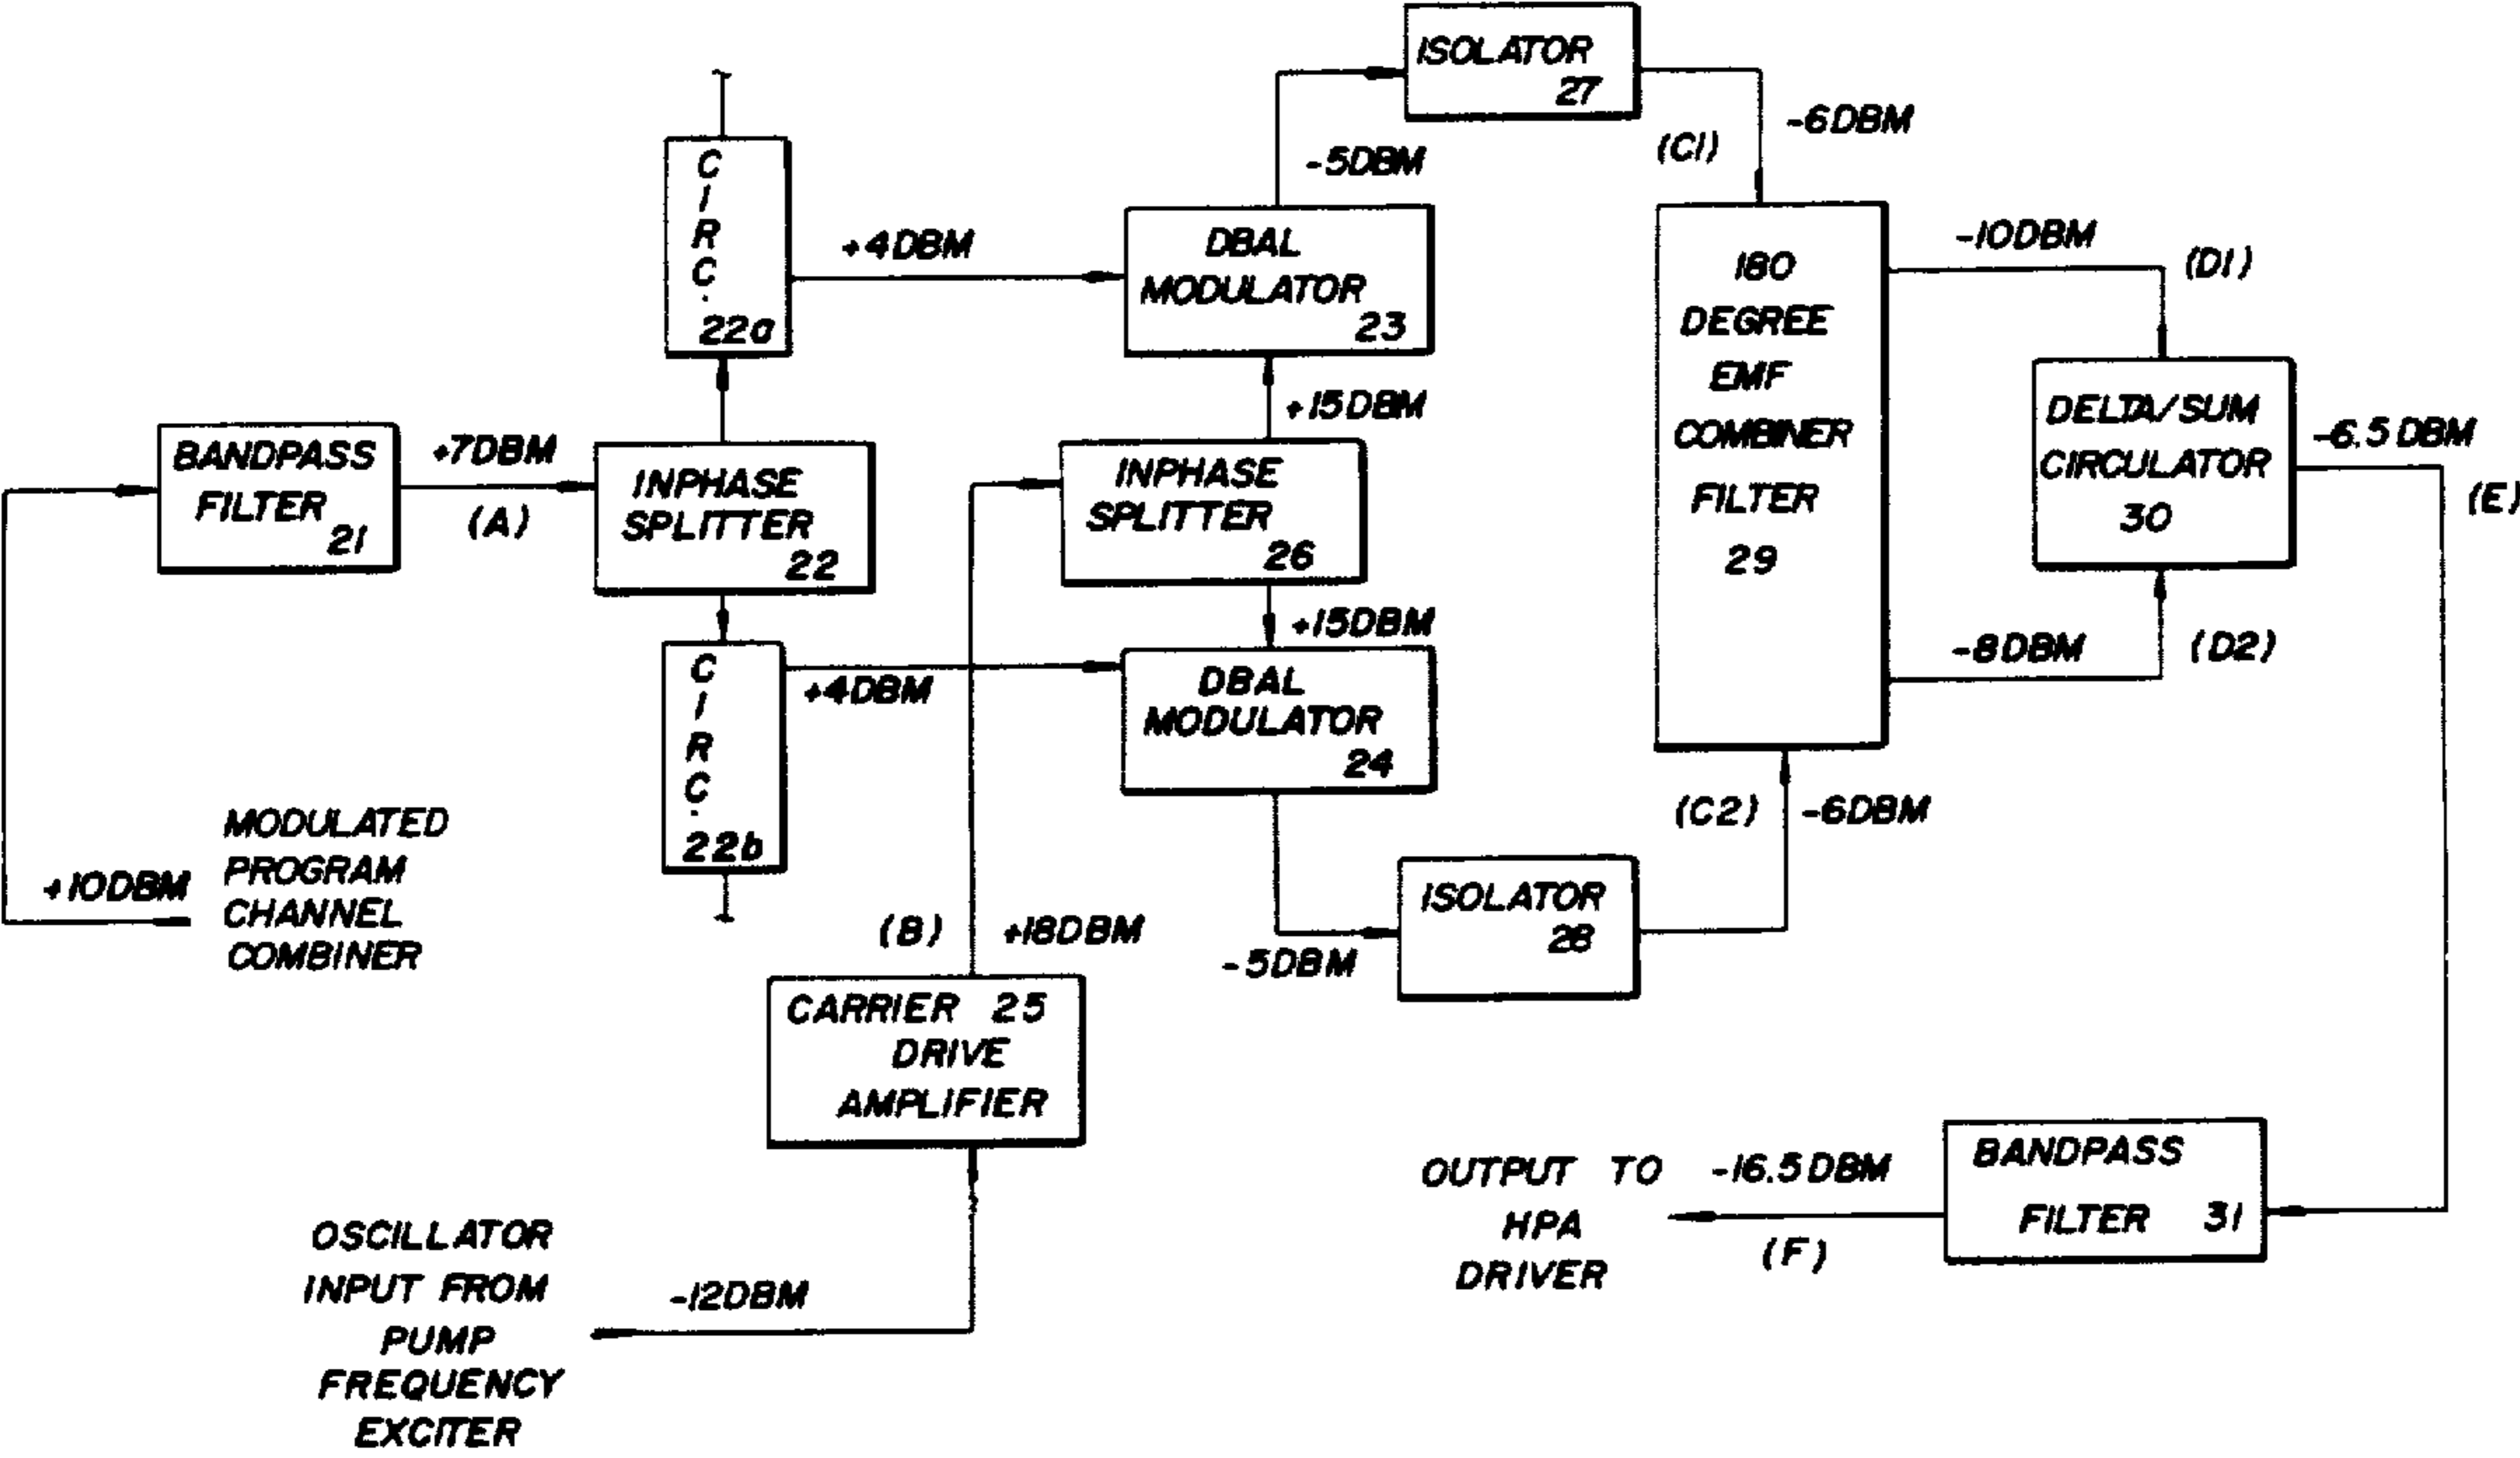 BANDPASS
FILTER
21
+7DBM
(A)
+10DBM
MODULATED
PROGRAM
CHANNEL
COMBINER
C
I
R
C
.
22a
INPHASE
SPLITTER
22
C
I
R
C
.
22b
+4DBM
+4DBM
DBAL
MODULATOR
23
+15DBM
INPHASE
SPLITTER
26
+15DBM
DBAL
MODULATOR
24
(B)
+18DBM
CARRIER 25
DRIVE
AMPLIFIER
OSCILLATOR
INPUT FROM
PUMP
FREQUENCY
EXCITER
-12DBM
-5DBM
ISOLATOR
27
(C1)
-6DBM
-5DBM
ISOLATOR
28
(C2)
-6DBM
180
DEGREE
EMF
COMBINER
FILTER
29
-10DBM
(D1)
-8DBM
(D2)
DELTA/SUM
CIRCULATOR
30
-6.5DBM
(E)
BANDPASS
FILTER 31
-16.5DBM
(F)
OUTPUT TO
HPA
DRIVER